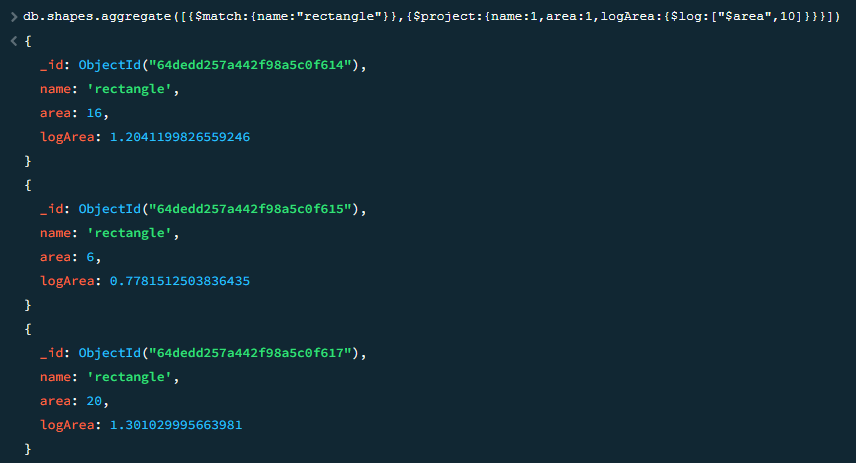 db.shapes.aggregate([{$match:{name:"rectangle"}},{$project:{name:1,area:1,logArea:{$log:["$area",10]}}}])
{
_id: ObjectId("64dedd257a442f98a5c0f614"),
name: 'rectangle',
area: 16,
logArea: 1.2041199826559246
}
{
_id: ObjectId("64dedd257a442f98a5c0f615"),
name: 'rectangle',
area: 6,
logArea: 0.7781512503836435
}
{
_id: ObjectId("64dedd257a442f98a5c0f617"),
name: 'rectangle',
area: 20,
logArea: 1.301029995663981
}